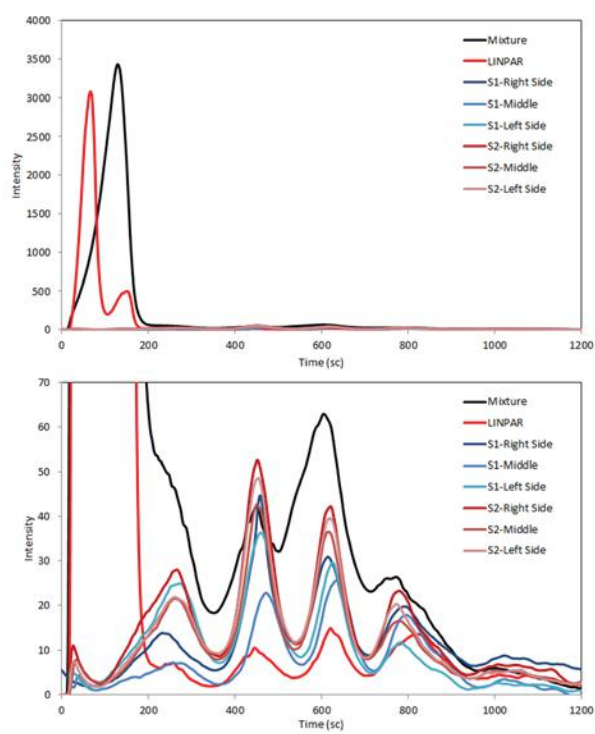 4000
3500
3000
2500
2000
1500
1000
500
0
Intensity
Mixture
LINPAR
S1-Right Side
S1-Middle
S1-Left Side
S2-Right Side
S2-Middle
S2-Left Side
0 200 400 600 800 1000 1200
Time (sc)
70
60
50
40
30
20
10
0
Intensity
Mixture
LINPAR
S1-Right Side
S1-Middle
S1-Left Side
S2-Right Side
S2-Middle
S2-Left Side
0 200 400 600 800 1000 1200
Time (sc)